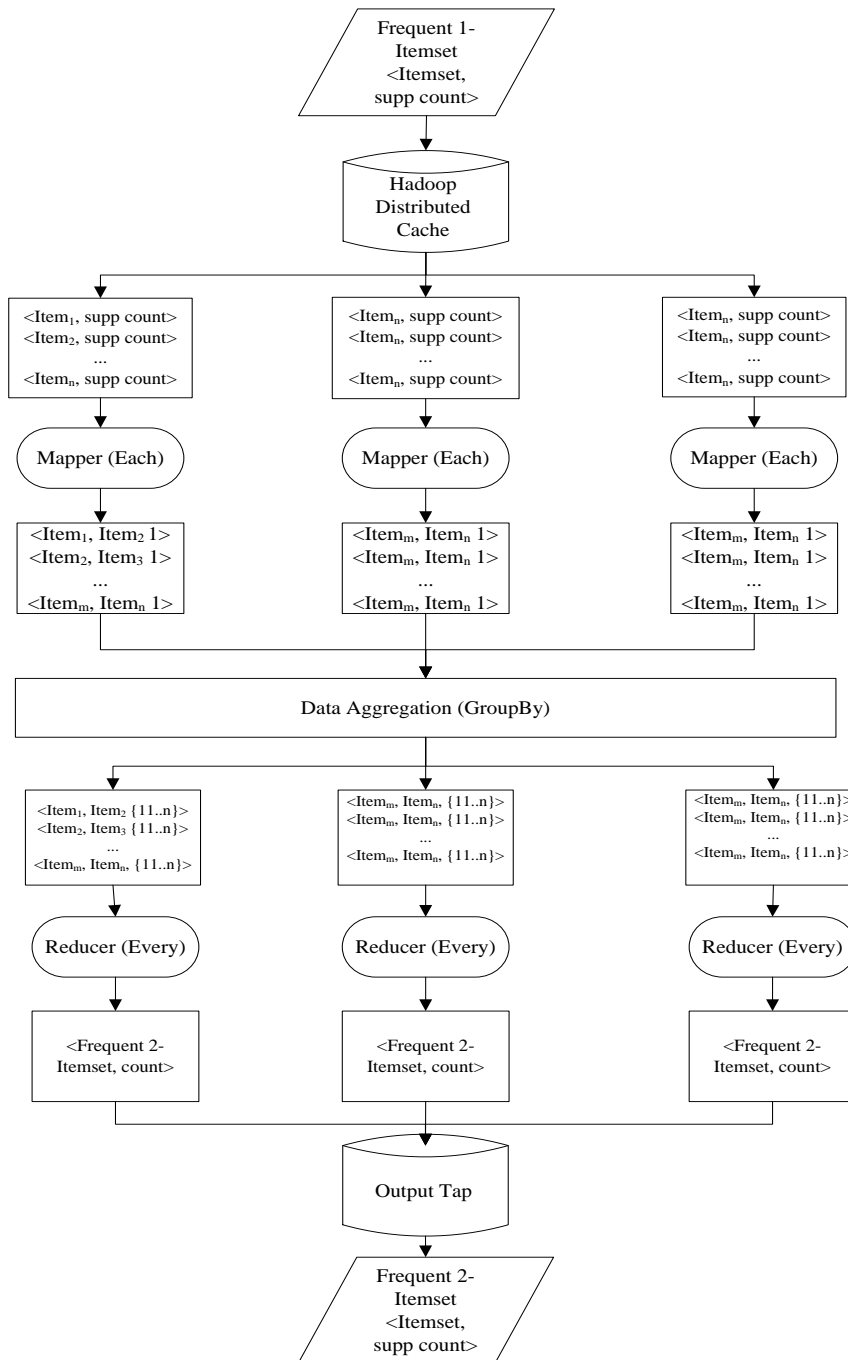 Frequent 1-
Itemset
<Itemset,
supp count>
Hadoop
Distributed
Cache
<Item₁, supp count>
<Item₂, supp count>
...
<Itemₙ, supp count>
<Itemₙ, supp count>
<Itemₙ, supp count>
...
<Itemₙ, supp count>
<Itemₙ, supp count>
<Itemₙ, supp count>
...
<Itemₙ, supp count>
Mapper (Each)
Mapper (Each)
Mapper (Each)
<Item₁, Item₂ 1>
<Item₂, Item₃ 1>
...
<Itemₘ, Itemₙ 1>
<Itemₘ, Itemₙ 1>
<Itemₘ, Itemₙ 1>
...
<Itemₘ, Itemₙ 1>
<Itemₘ, Itemₙ 1>
<Itemₘ, Itemₙ 1>
...
<Itemₘ, Itemₙ 1>
Data Aggregation (GroupBy)
<Item₁, Item₂ {11..n}>
<Item₂, Item₃ {11..n}>
...
<Itemₘ, Itemₙ, {11..n}>
<Itemₘ, Itemₙ, {11..n}>
<Itemₘ, Itemₙ, {11..n}>
...
<Itemₘ, Itemₙ, {11..n}>
<Itemₘ, Itemₙ, {11..n}>
<Itemₘ, Itemₙ, {11..n}>
...
<Itemₘ, Itemₙ, {11..n}>
Reducer (Every)
Reducer (Every)
Reducer (Every)
<Frequent 2-
Itemset, count>
<Frequent 2-
Itemset, count>
<Frequent 2-
Itemset, count>
Output Tap
Frequent 2-
Itemset
<Itemset,
supp count>